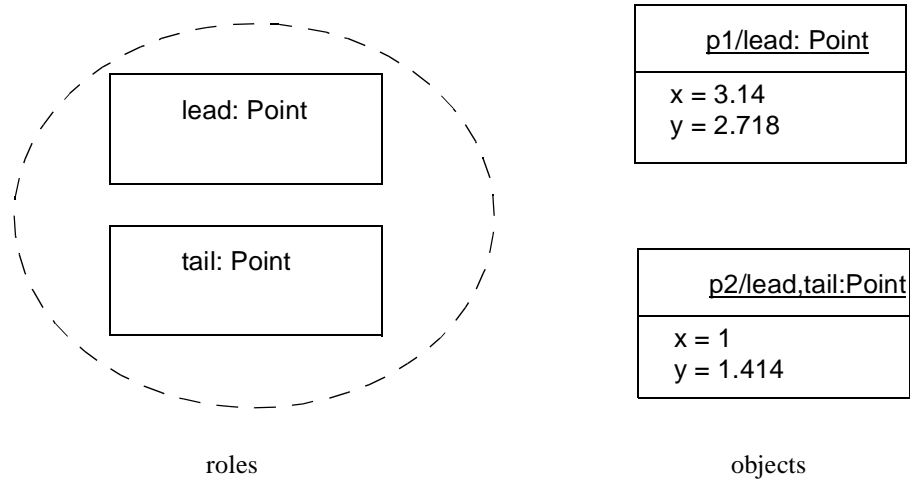 lead: Point
tail: Point
roles
p1/lead: Point
x = 3.14
y = 2.718
p2/lead,tail:Point
x = 1
y = 1.414
objects